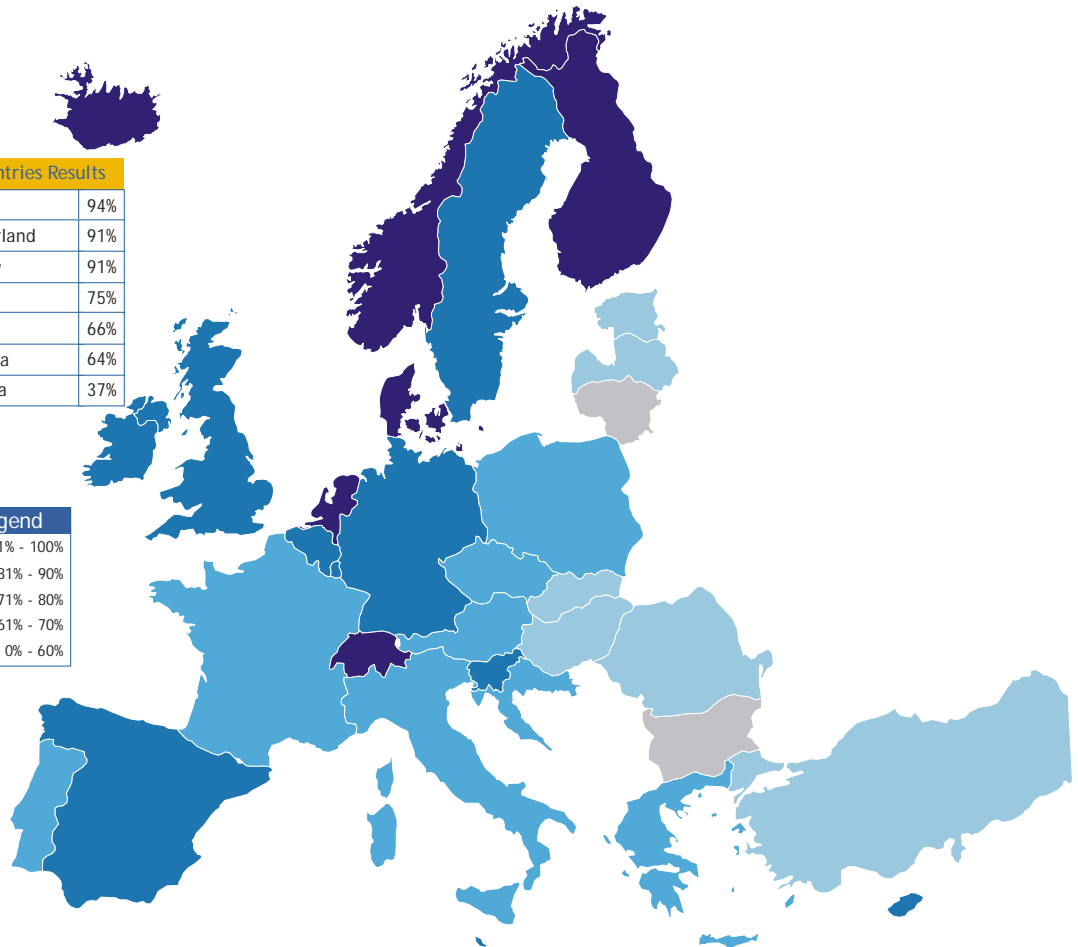 ntries Results
94%
rland 91%
91%
75%
66%
a 64%
a 37%
gend
1% - 100%
81% - 90%
71% - 80%
61% - 70%
0% - 60%